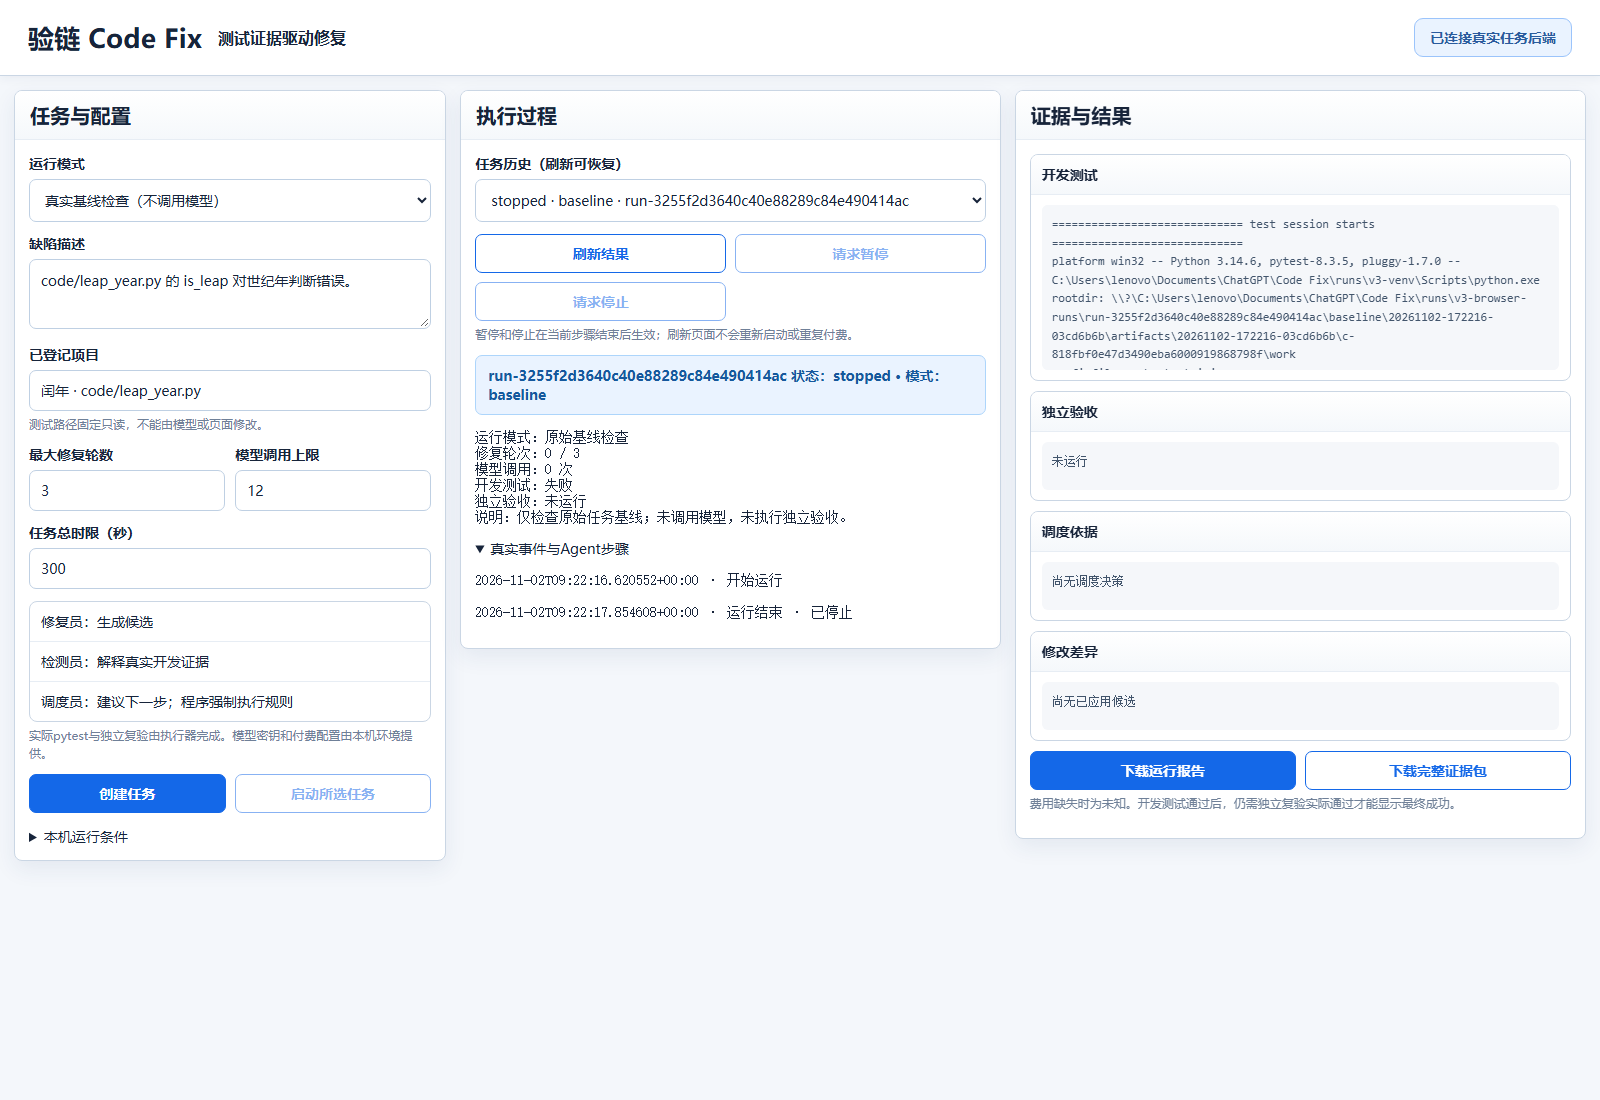 验链 Code Fix 测试证据驱动修复
已连接真实任务后端
任务与配置
运行模式
真实基线检查（不调用模型）
缺陷描述
code/leap_year.py 的 is_leap 对世纪年判断错误。
已登记项目
闰年 · code/leap_year.py
测试路径固定只读，不能由模型或页面修改。
最大修复轮数 模型调用上限
3 12
任务总时限（秒）
300
修复员：生成候选
检测员：解释真实开发证据
调度员：建议下一步；程序强制执行规则
实际pytest与独立复验由执行器完成。模型密钥和付费配置由本机环境提
供。
创建任务 启动所选任务
▶ 本机运行条件
执行过程
任务历史（刷新可恢复）
stopped · baseline · run-3255f2d3640c40e88289c84e490414ac
刷新结果 请求暂停
请求停止
暂停和停止在当前步骤结束后生效；刷新页面不会重新启动或重复付费。
run-3255f2d3640c40e88289c84e490414ac 状态：stopped • 模式：
baseline
运行模式：原始基线检查
修复轮次：0 / 3
模型调用：0 次
开发测试：失败
独立验收：未运行
说明：仅检查原始任务基线；未调用模型，未执行独立验收。
▼ 真实事件与Agent步骤
2026-11-02T09:22:16.620552+00:00 · 开始运行
2026-11-02T09:22:17.854608+00:00 · 运行结束 · 已停止
证据与结果
开发测试
============================= test session starts
=============================
platform win32 -- Python 3.14.6, pytest-8.3.5, pluggy-1.7.0 --
C:\Users\lenovo\Documents\ChatGPT\Code Fix\runs\v3-venv\Scripts\python.exe
rootdir: \\?\C:\Users\lenovo\Documents\ChatGPT\Code Fix\runs\v3-browser-
runs\run-3255f2d3640c40e88289c84e490414ac\baseline\20261102-172216-
03cd6b6b\artifacts\20261102-172216-03cd6b6b\c-
818fbf0e47d3490eba6000919868798f\work
独立验收
未运行
调度依据
尚无调度决策
修改差异
尚无已应用候选
下载运行报告 下载完整证据包
费用缺失时为未知。开发测试通过后，仍需独立复验实际通过才能显示最终成功。